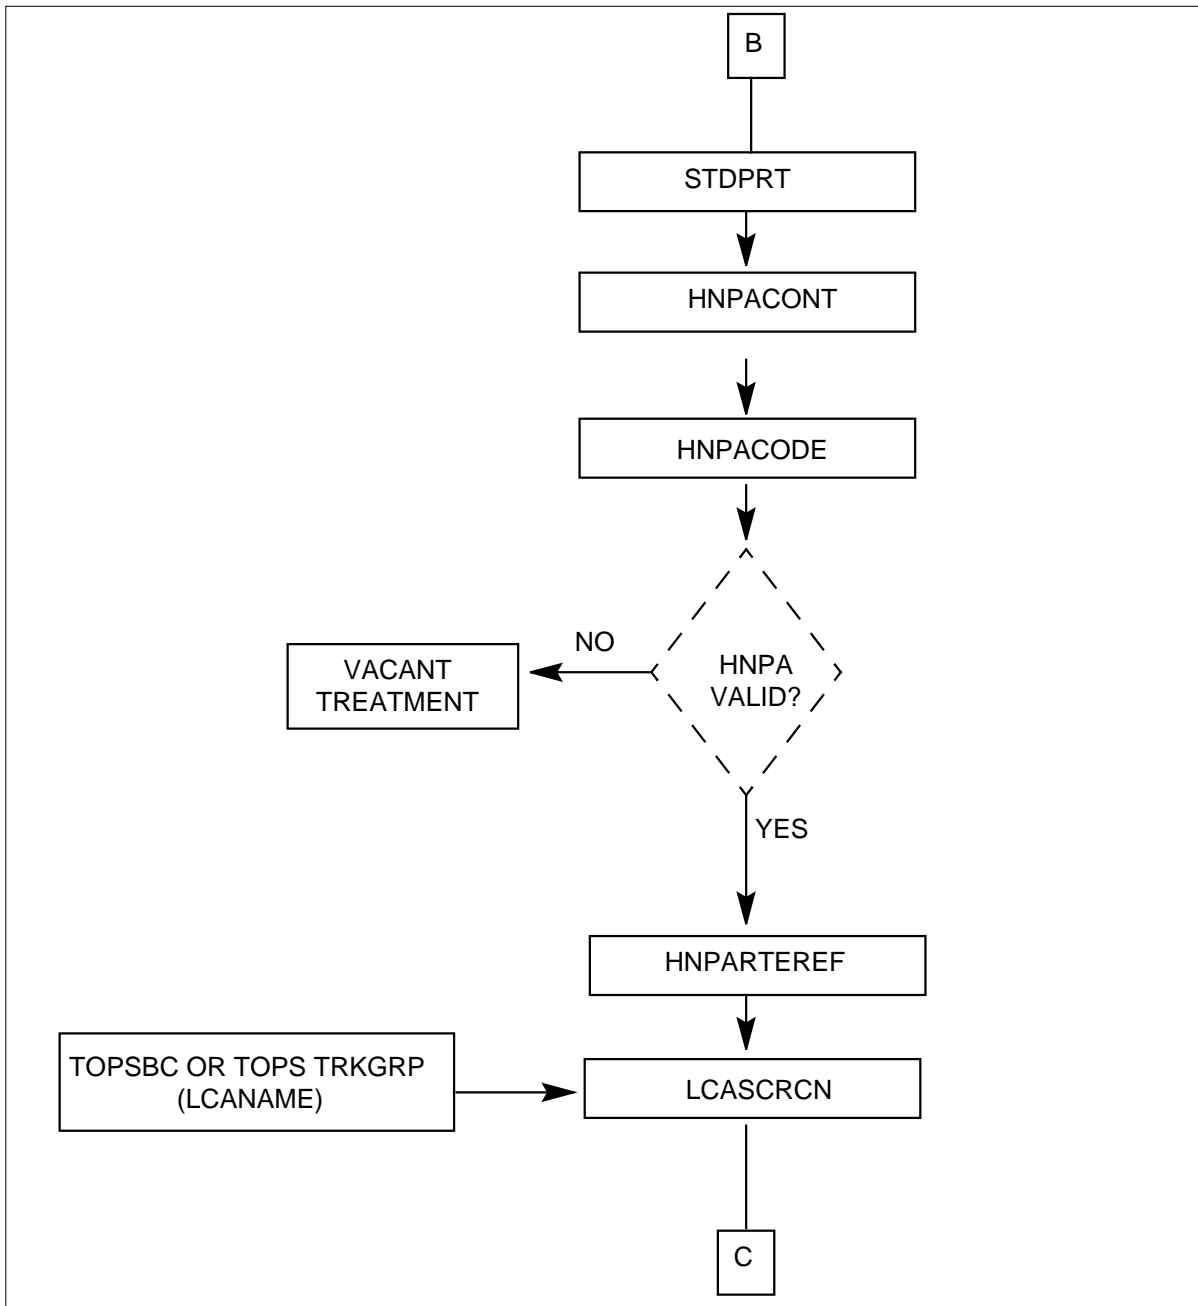 B
STDPRT
HNPACONT
HNPACODE
NO
HNPA
VALID?
VACANT
TREATMENT
YES
HNPARTEREF
TOPSBC OR TOPS TRKGRP
(LCANAME)
LCASCRCN
C